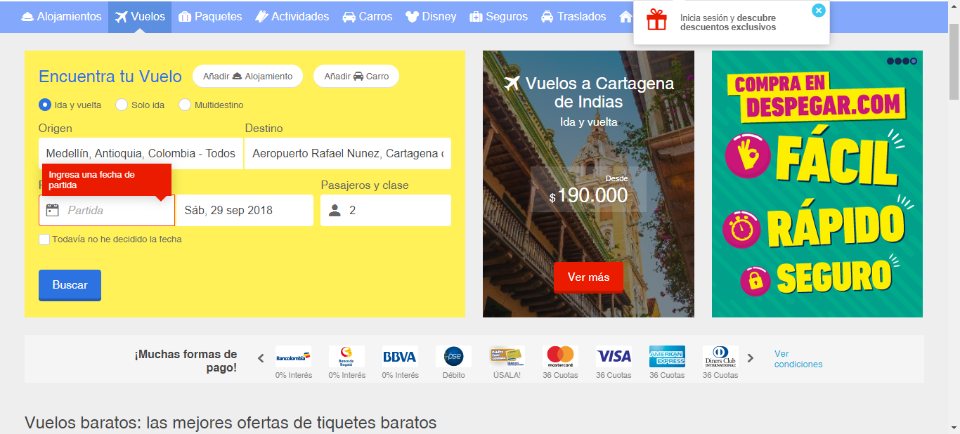 Alojamientos Vuelos Paquetes Actividades Carros Disney Seguros Traslados
Inicia sesión y descubre
descuentos exclusivos
Encuentra tu Vuelo Añadir Alojamiento Añadir Carro
Ida y vuelta Solo ida Multidestino
Origen Destino
Medellín, Antioquia, Colombia - Todos Aeropuerto Rafael Nunez, Cartagena
Ingresa una fecha de
partida
Pasajeros y clase
Partida Sáb, 29 sep 2018 2
Todavía no he decidido la fecha
Buscar
Vuelos a Cartagena
de Indias
Ida y vuelta
Desde
$190.000
Ver más
COMPRA EN
DESPEGAR.COM
FÁCIL
RÁPIDO
SEGURO
¡Muchas formas de
pago!
Bancolombia
0% Interés
Banco de Bogotá
0% Interés
BBVA
0% Interés
pse
Débito
ÚSALA!
mastercard
36 Cuotas
VISA
36 Cuotas
AMERICAN
EXPRESS
36 Cuotas
Diners Club
INTERNATIONAL
36 Cuotas
Ver
condiciones
Vuelos baratos: las mejores ofertas de tiquetes baratos